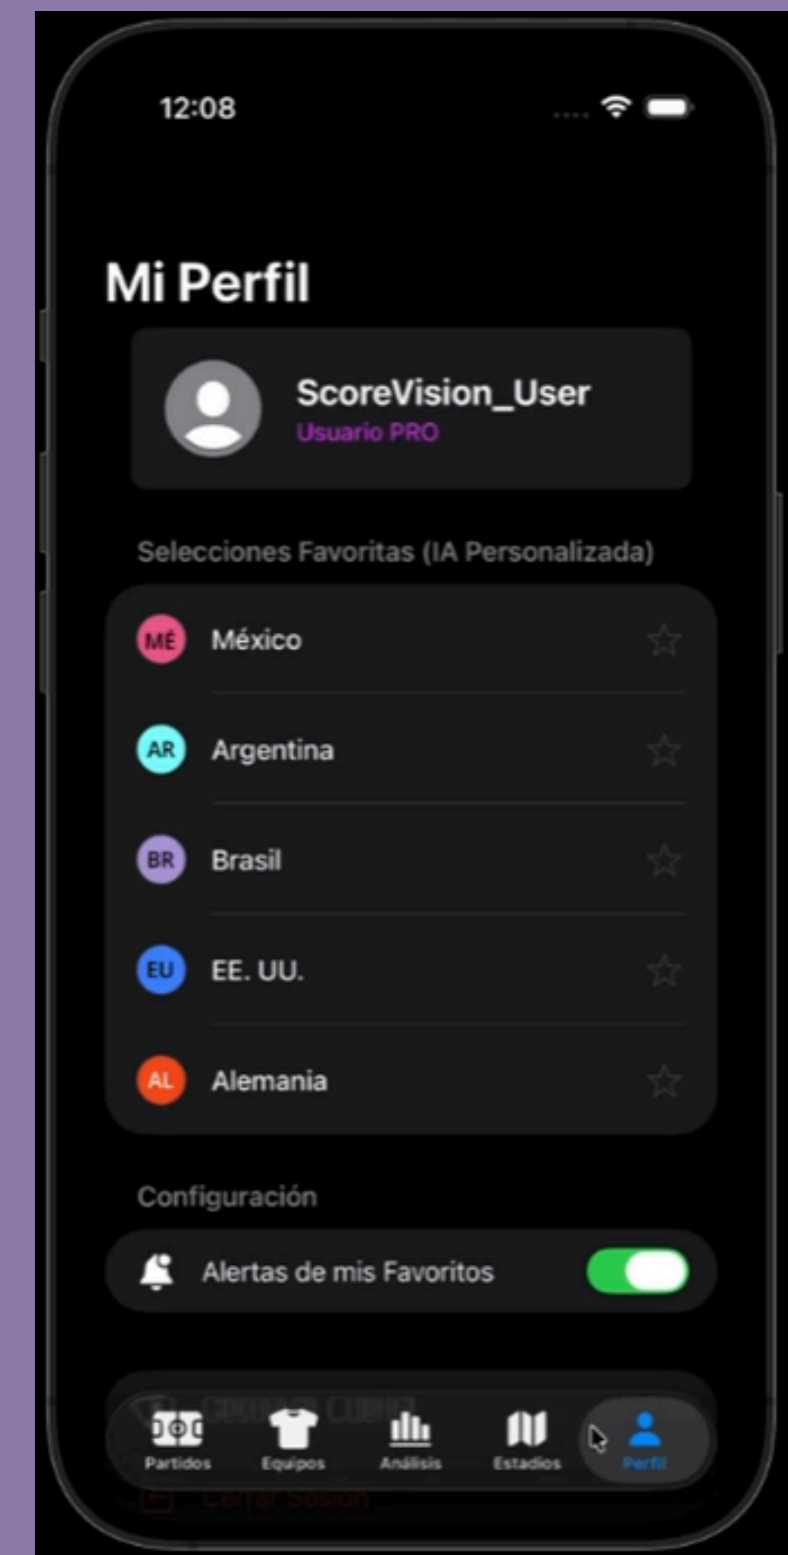 12:08
Mi Perfil
ScoreVision_User
Usuario PRO
Selecciones Favoritas (IA Personalizada)
MÉ México
AR Argentina
BR Brasil
EU EE. UU.
AL Alemania
Configuración
Alertas de mis Favoritos
Partidos Equipos Análisis Estadios Perfil
Cerrar Sesión